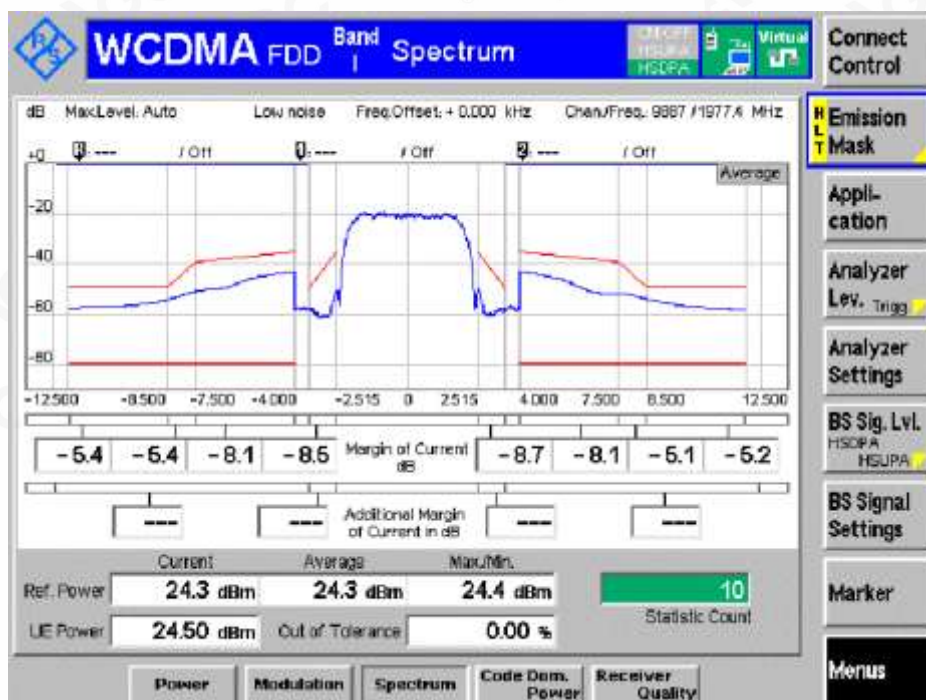 WCDMA FDD Band I Spectrum
HSUPA
HSDPA
Virtual
Connect Control
dB Max.Level: Auto Low noise Freq.Offset: + 0.000 kHz Chan./Freq.: 9887 / 1977.4 MHz
R L T
Emission Mask
--- / Off
--- / Off
2 --- / Off
+0
Average
Appli-cation
-20
-40
-60
-80
Analyzer Lev. Trigg
Analyzer Settings
-12.500 -8.500 -7.500 -4.000 -2.515 0 2.515 4.000 7.500 8.500 12.500
BS Sig. Lvl.
HSDPA
HSUPA
-5.4 -5.4 -8.1 -8.5 Margin of Current dB -8.7 -8.1 -5.1 -5.2
--- --- Additional Margin of Current in dB --- ---
BS Signal Settings
Current Average Max./Min.
Ref. Power 24.3 dBm 24.3 dBm 24.4 dBm 10
Statistic Count
Marker
UE Power 24.50 dBm Out of Tolerance 0.00 %
Menus
Power Modulation Spectrum Code Dom. Power Receiver Quality